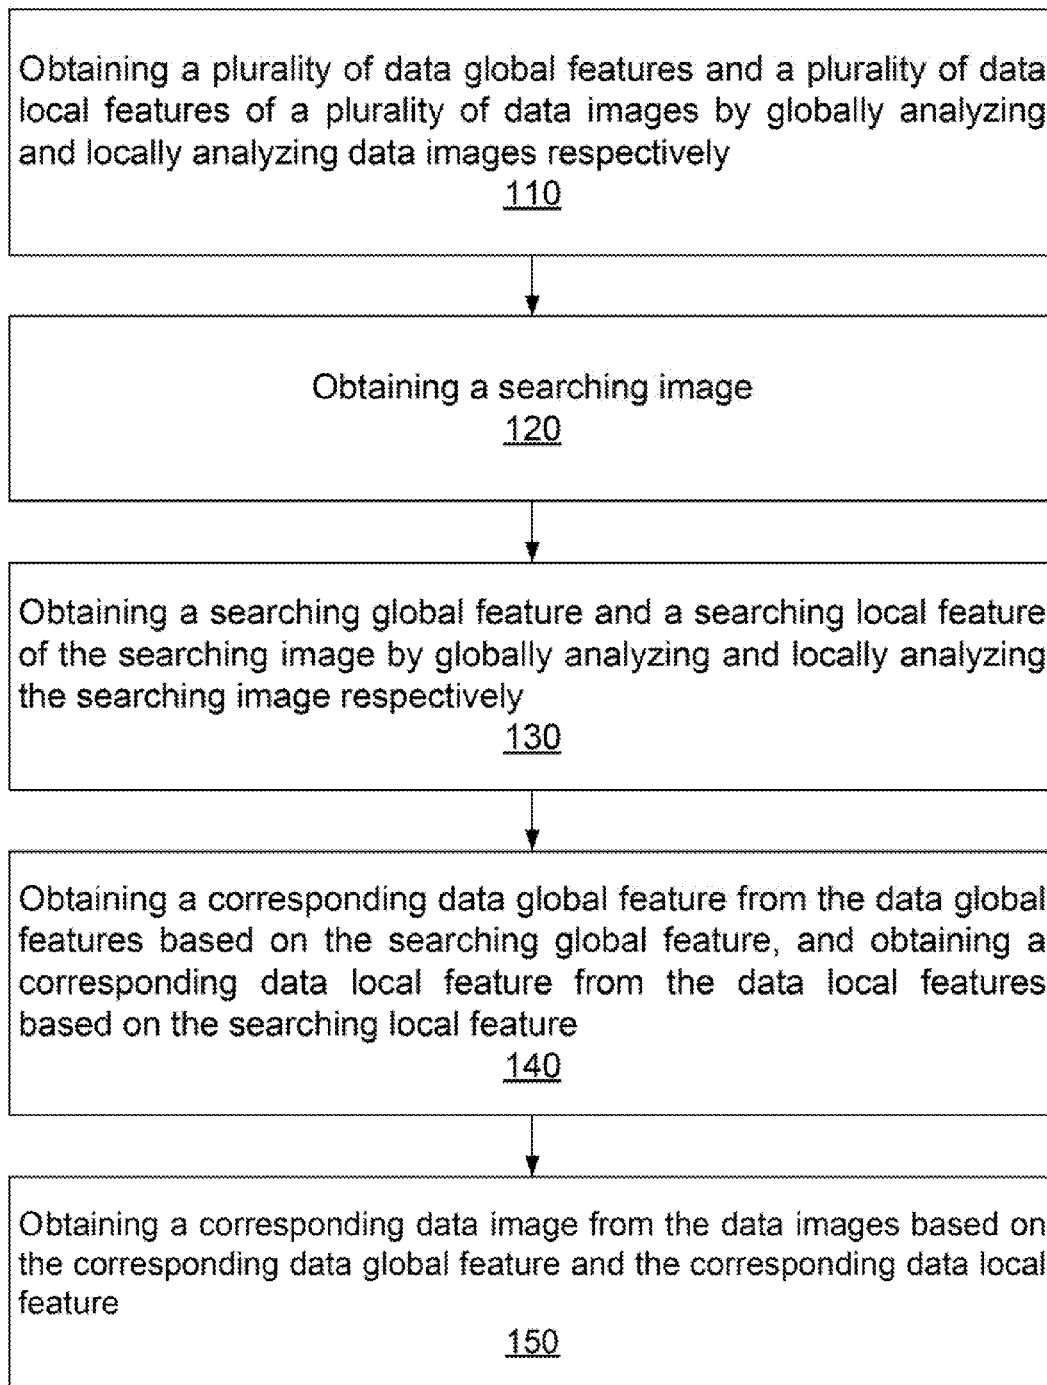 Obtaining a plurality of data global features and a plurality of data
local features of a plurality of data images by globally analyzing
and locally analyzing data images respectively
110
Obtaining a searching image
120
Obtaining a searching global feature and a searching local feature
of the searching image by globally analyzing and locally analyzing
the searching image respectively
130
Obtaining a corresponding data global feature from the data global
features based on the searching global feature, and obtaining a
corresponding data local feature from the data local features
based on the searching local feature
140
Obtaining a corresponding data image from the data images based on
the corresponding data global feature and the corresponding data local
feature
150